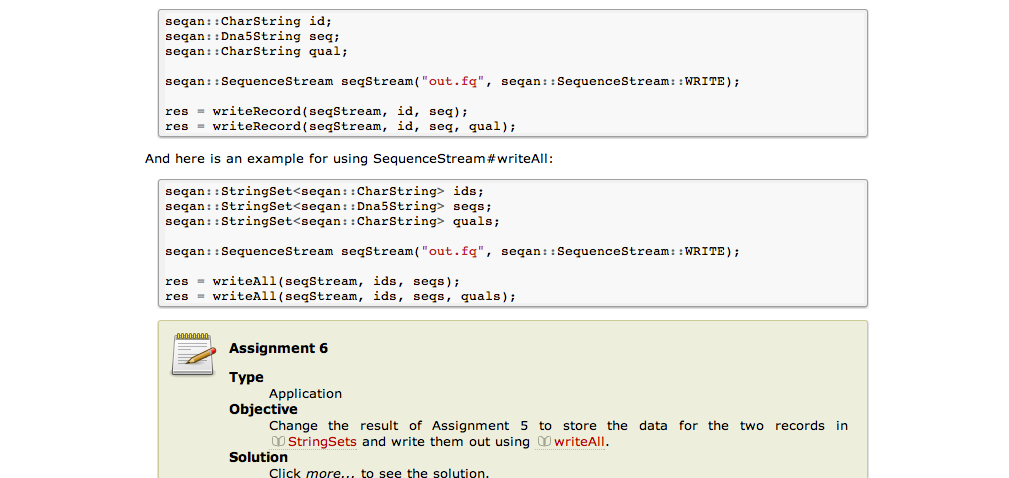 seqan::CharString id;
seqan::Dna5String seq;
seqan::CharString qual;
seqan::SequenceStream seqStream("out.fq", seqan::SequenceStream::WRITE);
res = writeRecord(seqStream, id, seq);
res = writeRecord(seqStream, id, seq, qual);
And here is an example for using SequenceStream#writeAll:
seqan::StringSet<seqan::CharString> ids;
seqan::StringSet<seqan::Dna5String> seqs;
seqan::StringSet<seqan::CharString> quals;
seqan::SequenceStream seqStream("out.fq", seqan::SequenceStream::WRITE);
res = writeAll(seqStream, ids, seqs);
res = writeAll(seqStream, ids, seqs, quals);
Assignment 6
Type
Application
Objective
Change the result of Assignment 5 to store the data for the two records in
StringSets and write them out using writeAll.
Solution
Click more... to see the solution.